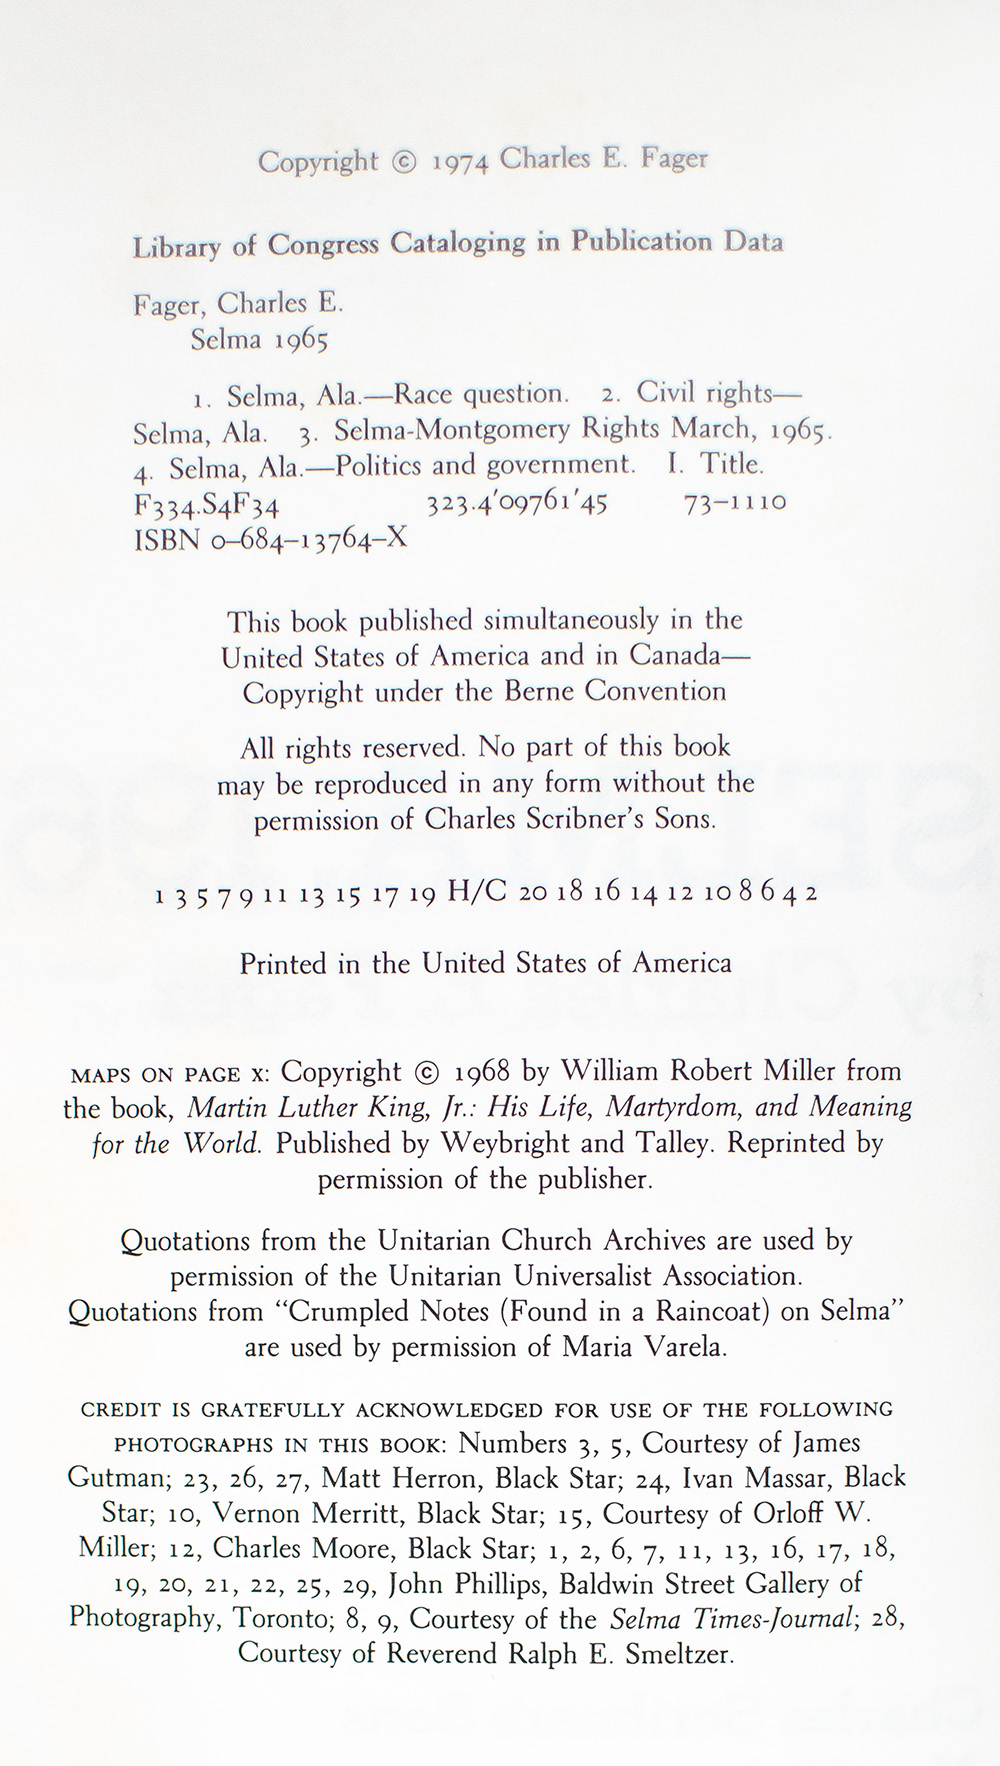 Copyright © 1974 Charles E. Fager
Library of Congress Cataloging in Publication Data
Fager, Charles E.
Selma 1965
1. Selma, Ala.—Race question. 2. Civil rights—
Selma, Ala. 3. Selma-Montgomery Rights March, 1965.
4. Selma, Ala.—Politics and government. I. Title.
F334.S4F34 323.4'09761'45 73–1110
ISBN 0–684–13764–X
This book published simultaneously in the
United States of America and in Canada—
Copyright under the Berne Convention
All rights reserved. No part of this book
may be reproduced in any form without the
permission of Charles Scribner's Sons.
1 3 5 7 9 11 13 15 17 19 H/C 20 18 16 14 12 10 8 6 4 2
Printed in the United States of America
MAPS ON PAGE X: Copyright © 1968 by William Robert Miller from
the book, Martin Luther King, Jr.: His Life, Martyrdom, and Meaning
for the World. Published by Weybright and Talley. Reprinted by
permission of the publisher.
Quotations from the Unitarian Church Archives are used by
permission of the Unitarian Universalist Association.
Quotations from “Crumpled Notes (Found in a Raincoat) on Selma”
are used by permission of Maria Varela.
CREDIT IS GRATEFULLY ACKNOWLEDGED FOR USE OF THE FOLLOWING
PHOTOGRAPHS IN THIS BOOK: Numbers 3, 5, Courtesy of James
Gutman; 23, 26, 27, Matt Herron, Black Star; 24, Ivan Massar, Black
Star; 10, Vernon Merritt, Black Star; 15, Courtesy of Orloff W.
Miller; 12, Charles Moore, Black Star; 1, 2, 6, 7, 11, 13, 16, 17, 18,
19, 20, 21, 22, 25, 29, John Phillips, Baldwin Street Gallery of
Photography, Toronto; 8, 9, Courtesy of the Selma Times-Journal; 28,
Courtesy of Reverend Ralph E. Smeltzer.